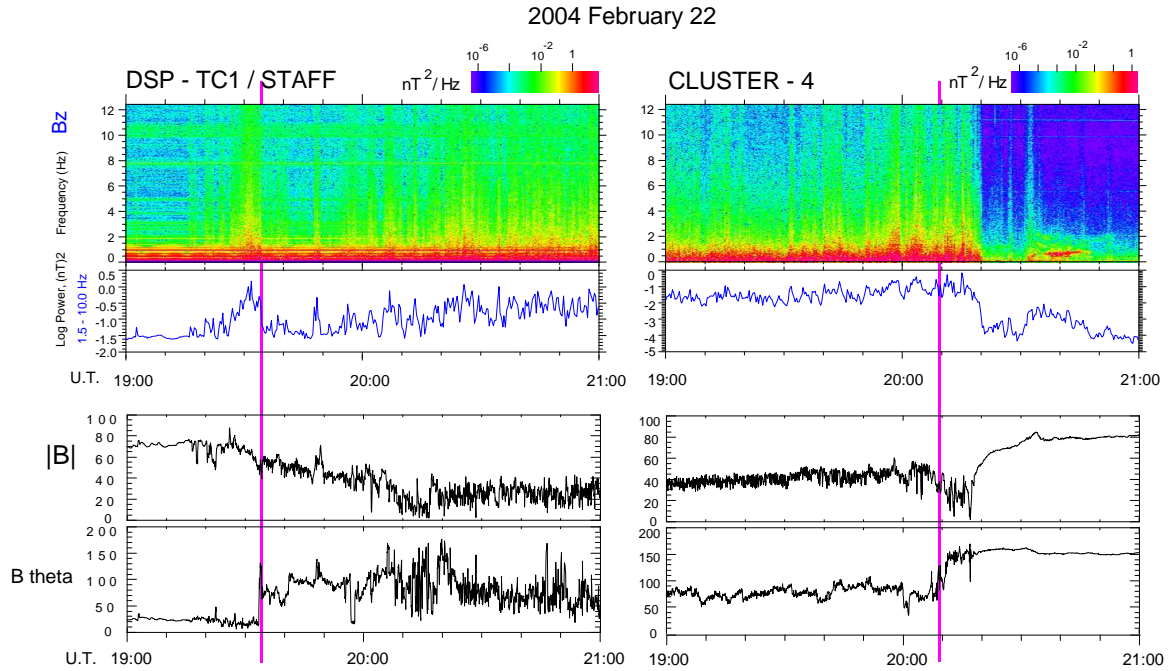 2004 February 22
DSP - TC1 / STAFF
nT2/ Hz
10-6 10-2 1
CLUSTER - 4
nT2/ Hz
10-6 10-2 1
Bz
Frequency (Hz)
12
10
8
6
4
2
0
12
10
8
6
4
2
0
Log Power, (nT)2
1.5 - 10.0 Hz
0.5
0.0
-0.5
-1.0
-1.5
-2.0
0
-1
-2
-3
-4
-5
U.T. 19:00 20:00 21:00
19:00 20:00 21:00
|B|
100
80
60
40
20
0
100
80
60
40
20
0
B theta
200
150
100
50
0
200
150
100
50
0
U.T. 19:00 20:00 21:00
19:00 20:00 21:00